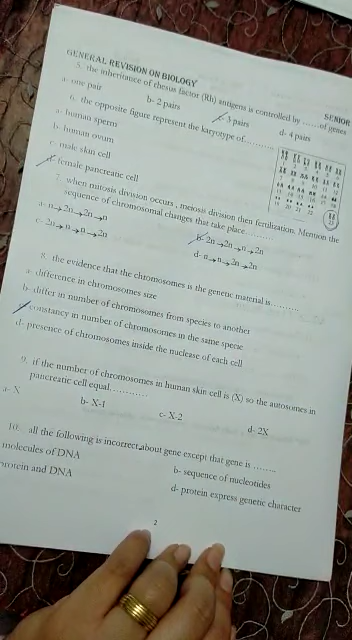 GENERAL REVISION ON BIOLOGY
SENIOR
5. the inheritance of rhesus factor (Rh) antigens is controlled by ...... of genes
a- one pair
b- 2 pairs
c- 3 pairs
d- 4 pairs
6. the opposite figure represent the karyotype of..........
a- human sperm
b- human ovum
c- male skin cell
d- female pancreatic cell
7. when mitosis division occurs, meiosis division then fertilization. Mention the
sequence of chromosomal changes that take place..........
a- n→2n→2n→n
b- 2n→2n→n→2n
c- 2n→n→n→2n
d- n→n→2n→2n
8. the evidence that the chromosomes is the genetic material is..........
a- difference in chromosomes size
b- differ in number of chromosomes from species to another
c- constancy in number of chromosomes in the same specie
d- presence of chromosomes inside the nuclease of each cell
9. if the number of chromosomes in human skin cell is (X) so the autosomes in
pancreatic cell equal............
a- X
b- X-1
c- X-2
d- 2X
10. all the following is incorrect about gene except that gene is .......
molecules of DNA
b- sequence of nucleotides
protein and DNA
d- protein express genetic character
2